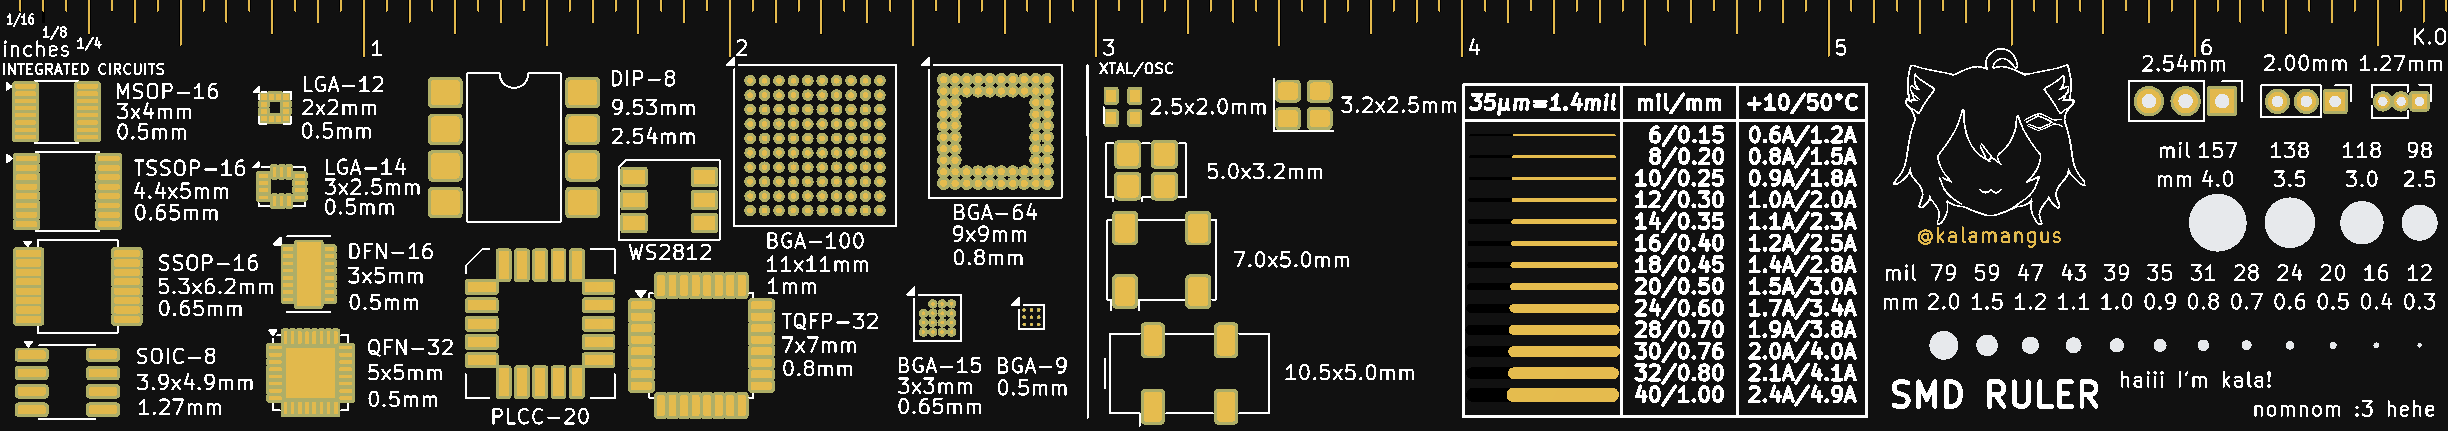 1/16
1/8
inches 1/4
1
2
3
4
5
6
K.O
INTEGRATED CIRCUITS
MSOP-16
3x4mm
0.5mm
TSSOP-16
4.4x5mm
0.65mm
SSOP-16
5.3x6.2mm
0.65mm
SOIC-8
3.9x4.9mm
1.27mm
LGA-12
2x2mm
0.5mm
LGA-14
3x2.5mm
0.5mm
DFN-16
3x5mm
0.5mm
QFN-32
5x5mm
0.5mm
DIP-8
9.53mm
2.54mm
WS2812
PLCC-20
TQFP-32
7x7mm
0.8mm
BGA-100
11x11mm
1mm
BGA-64
9x9mm
0.8mm
BGA-15
3x3mm
0.65mm
BGA-9
0.5mm
XTAL/OSC
2.5x2.0mm
3.2x2.5mm
5.0x3.2mm
7.0x5.0mm
10.5x5.0mm
35µm=1.4mil mil/mm +10/50°C
6/0.15 0.6A/1.2A
8/0.20 0.8A/1.5A
10/0.25 0.9A/1.8A
12/0.30 1.0A/2.0A
14/0.35 1.1A/2.3A
16/0.40 1.2A/2.5A
18/0.45 1.4A/2.8A
20/0.50 1.5A/3.0A
24/0.60 1.7A/3.4A
28/0.70 1.9A/3.8A
30/0.76 2.0A/4.0A
32/0.80 2.1A/4.1A
40/1.00 2.4A/4.9A
@kalamangus
2.54mm 2.00mm 1.27mm
mil 157 138 118 98
mm 4.0 3.5 3.0 2.5
mil 79 59 47 43 39 35 31 28 24 20 16 12
mm 2.0 1.5 1.2 1.1 1.0 0.9 0.8 0.7 0.6 0.5 0.4 0.3
SMD RULER
haiii I'm kala!
nomnom :3 hehe